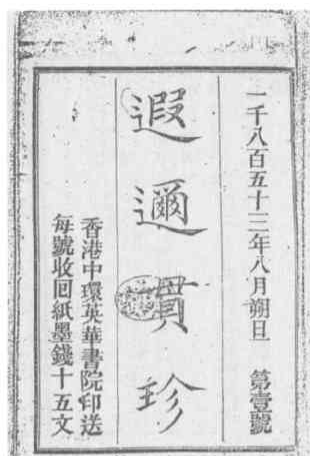 一千八百五十三年八月朔旦 第壹號
遐邇貫珍
香港中環英華書院印送
每號收回紙墨錢十五文